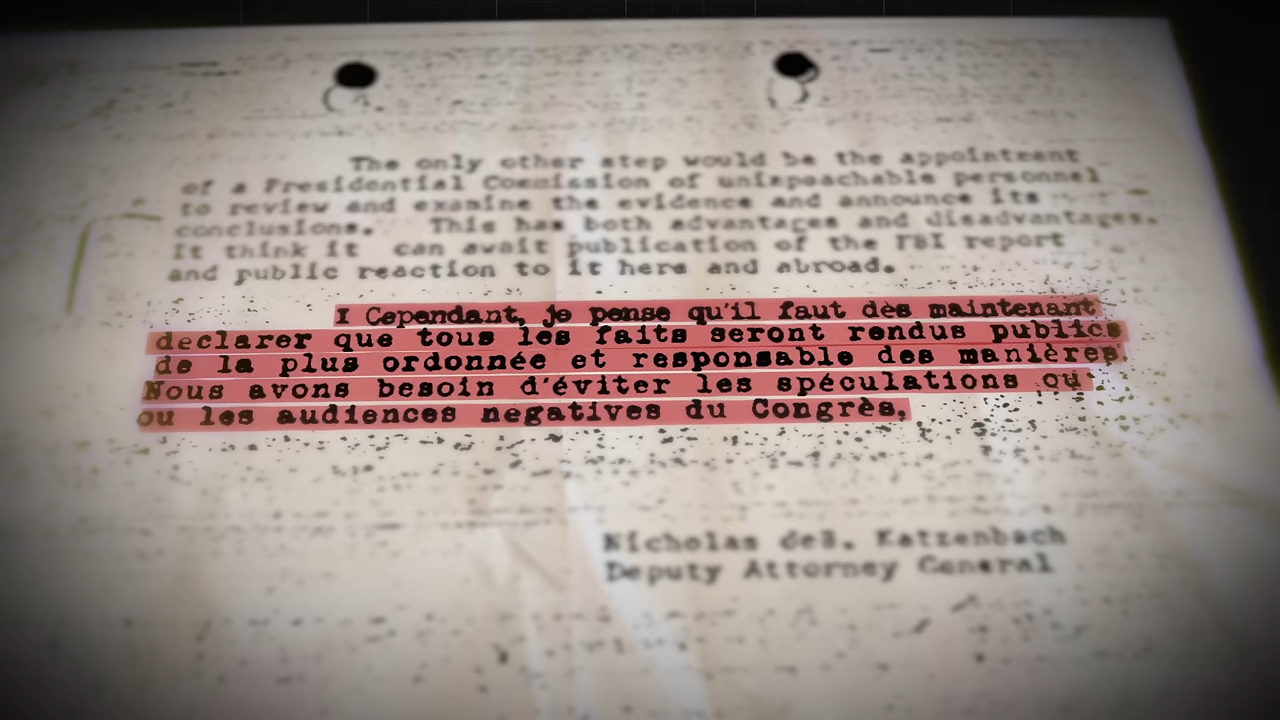 The only other step would be the appointment
of a Presidential Commission of unimpeachable personnel
to review and examine the evidence and announce its
conclusions. This has both advantages and disadvantages.
It think it can await publication of the FBI report
and public reaction to it here and abroad.
I Cependant, je pense qu'il faut dès maintenant
declarer que tous les faits seront rendus publics
de la plus ordonnée et responsable des manières.
Nous avons besoin d'éviter les spéculations ou
ou les audiences negatives du Congrès.
Nicholas deB. Katzenbach
Deputy Attorney General